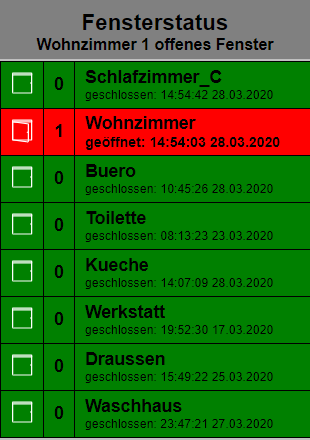 Fensterstatus
Wohnzimmer 1 offenes Fenster
0 Schlafzimmer_C
geschlossen: 14:54:42 28.03.2020
1 Wohnzimmer
geoffnet: 14:54:03 28.03.2020
0 Buero
geschlossen: 10:45:26 28.03.2020
0 Toilette
geschlossen: 08:13:23 23.03.2020
0 Kueche
geschlossen: 14:07:09 28.03.2020
0 Werkstatt
geschlossen: 19:52:30 17.03.2020
0 Draussen
geschlossen: 15:49:22 25.03.2020
0 Waschhaus
geschlossen: 23:47:21 27.03.2020